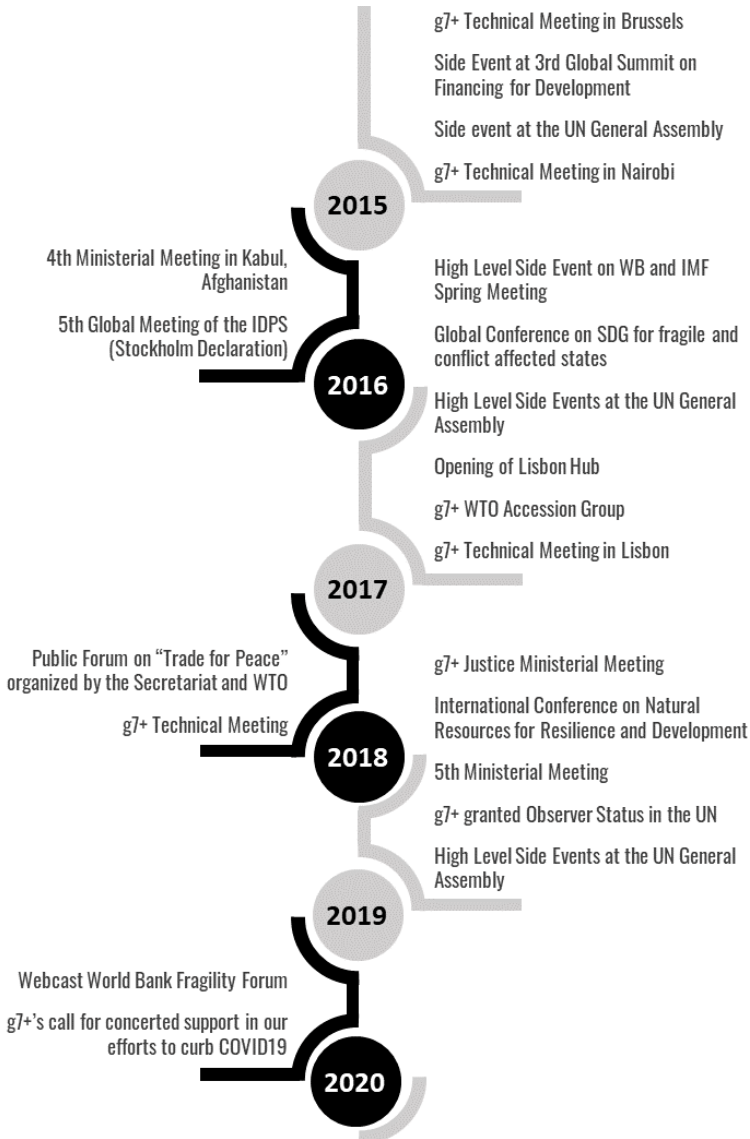 g7+ Technical Meeting in Brussels
Side Event at 3rd Global Summit on
Financing for Development
Side event at the UN General Assembly
g7+ Technical Meeting in Nairobi
2015
4th Ministerial Meeting in Kabul,
Afghanistan
5th Global Meeting of the IDPS
(Stockholm Declaration)
2016
High Level Side Event on WB and IMF
Spring Meeting
Global Conference on SDG for fragile and
conflict affected states
High Level Side Events at the UN General
Assembly
Opening of Lisbon Hub
g7+ WTO Accession Group
g7+ Technical Meeting in Lisbon
2017
Public Forum on “Trade for Peace”
organized by the Secretariat and WTO
g7+ Technical Meeting
2018
g7+ Justice Ministerial Meeting
International Conference on Natural
Resources for Resilience and Development
5th Ministerial Meeting
g7+ granted Observer Status in the UN
High Level Side Events at the UN General
Assembly
2019
Webcast World Bank Fragility Forum
g7+’s call for concerted support in our
efforts to curb COVID19
2020